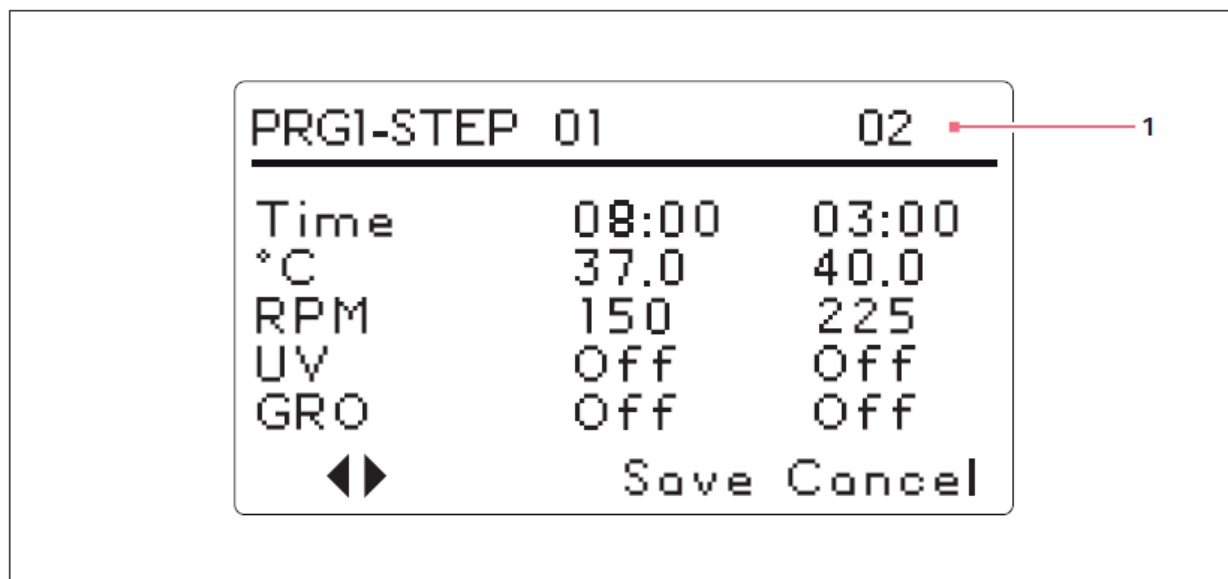 PRG1-STEP 01 02 1
Time 08:00 03:00
°C 37.0 40.0
RPM 150 225
UV Off Off
GRO Off Off
Save Cancel